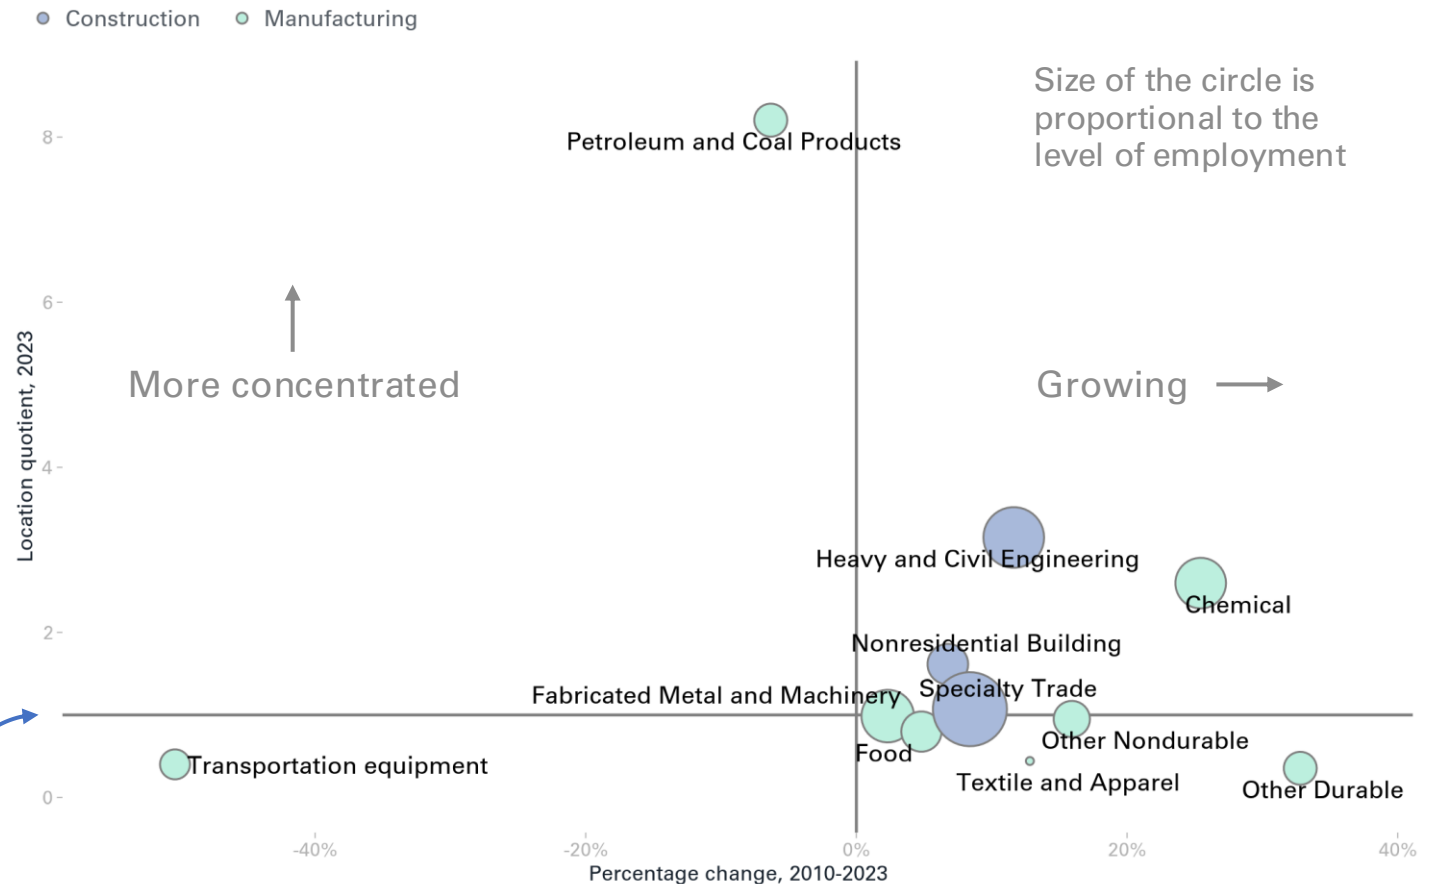 Construction
Manufacturing
Size of the circle is
proportional to the
level of employment
8
Petroleum and Coal Products
6
Location quotient, 2023
More concentrated
Growing
4
Heavy and Civil Engineering
Chemical
2
Nonresidential Building
Specialty Trade
Fabricated Metal and Machinery
Other Nondurable
Food
Transportation equipment
Textile and Apparel
Other Durable
0
-40%
-20%
0%
20%
40%
Percentage change, 2010-2023